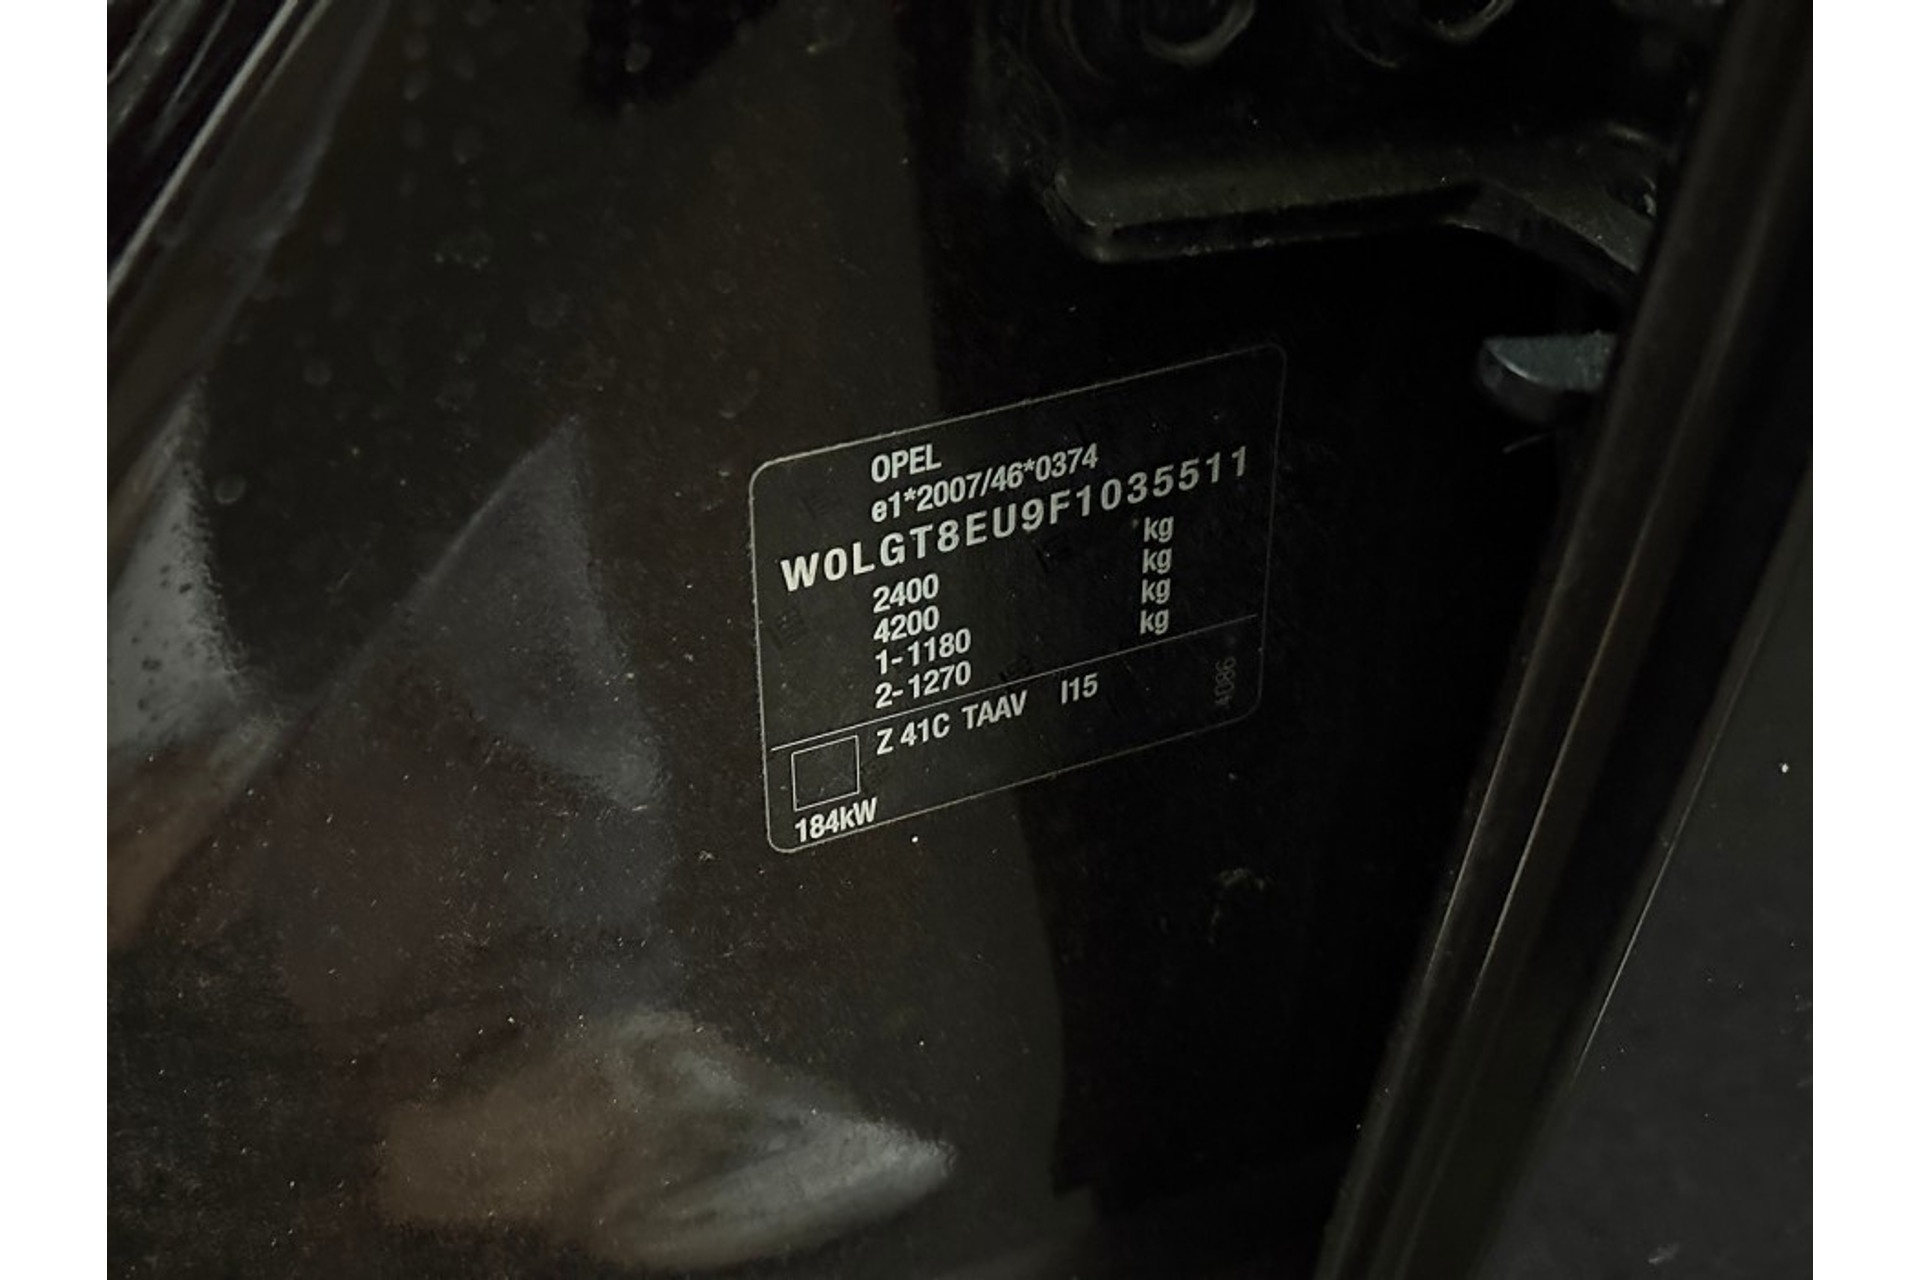 OPEL
e1*2007/46*0374
W0LGT8EU9F1035511
2400 kg
4200 kg
1-1180 kg
2-1270 kg
Z 41C TAAV I15
184kW
4086